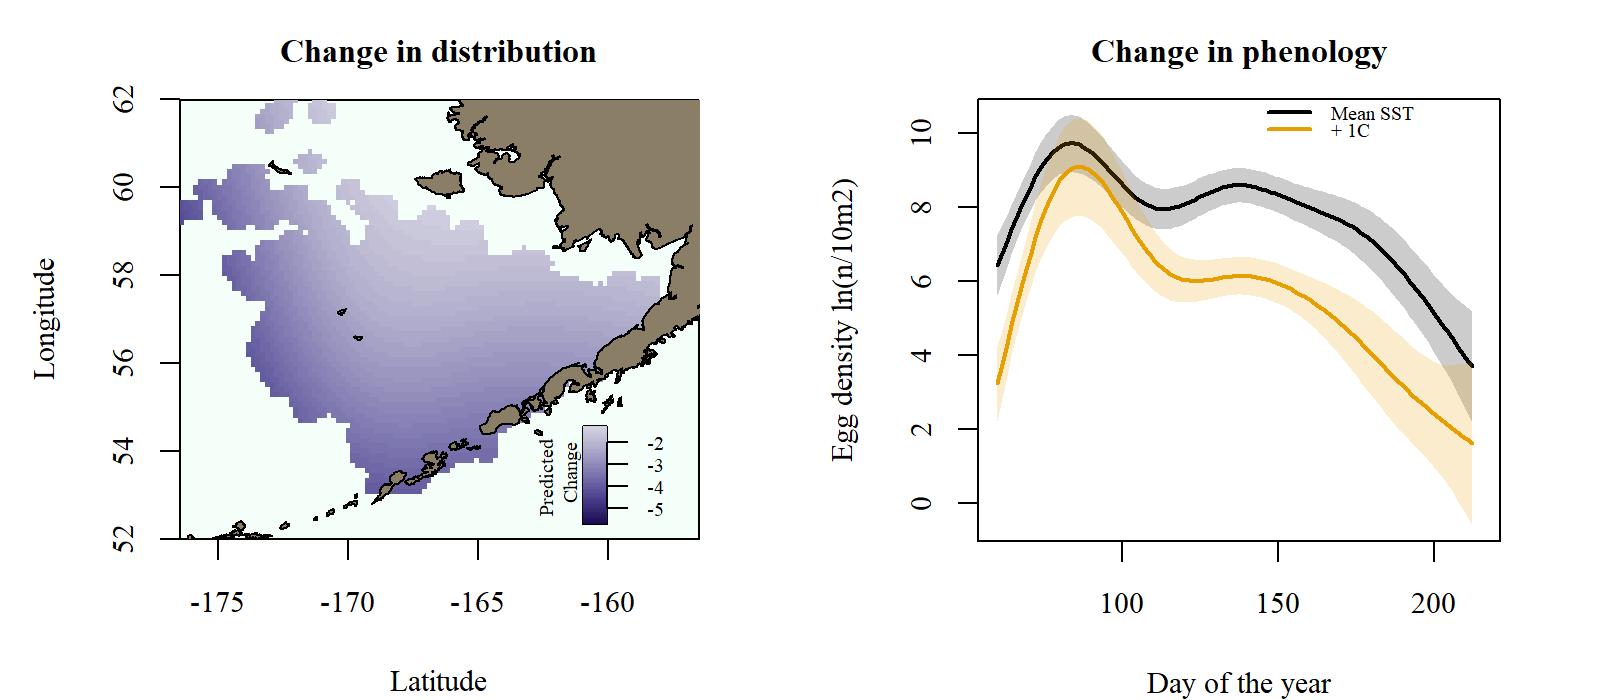 Change in distribution
62
60
58
56
54
52
Longitude
-175
-170
-165
-160
Latitude
Predicted
Change
-2
-3
-4
-5
Change in phenology
Mean SST
+ 1C
10
8
6
4
2
0
Egg density ln(n/10m2)
100
150
200
Day of the year